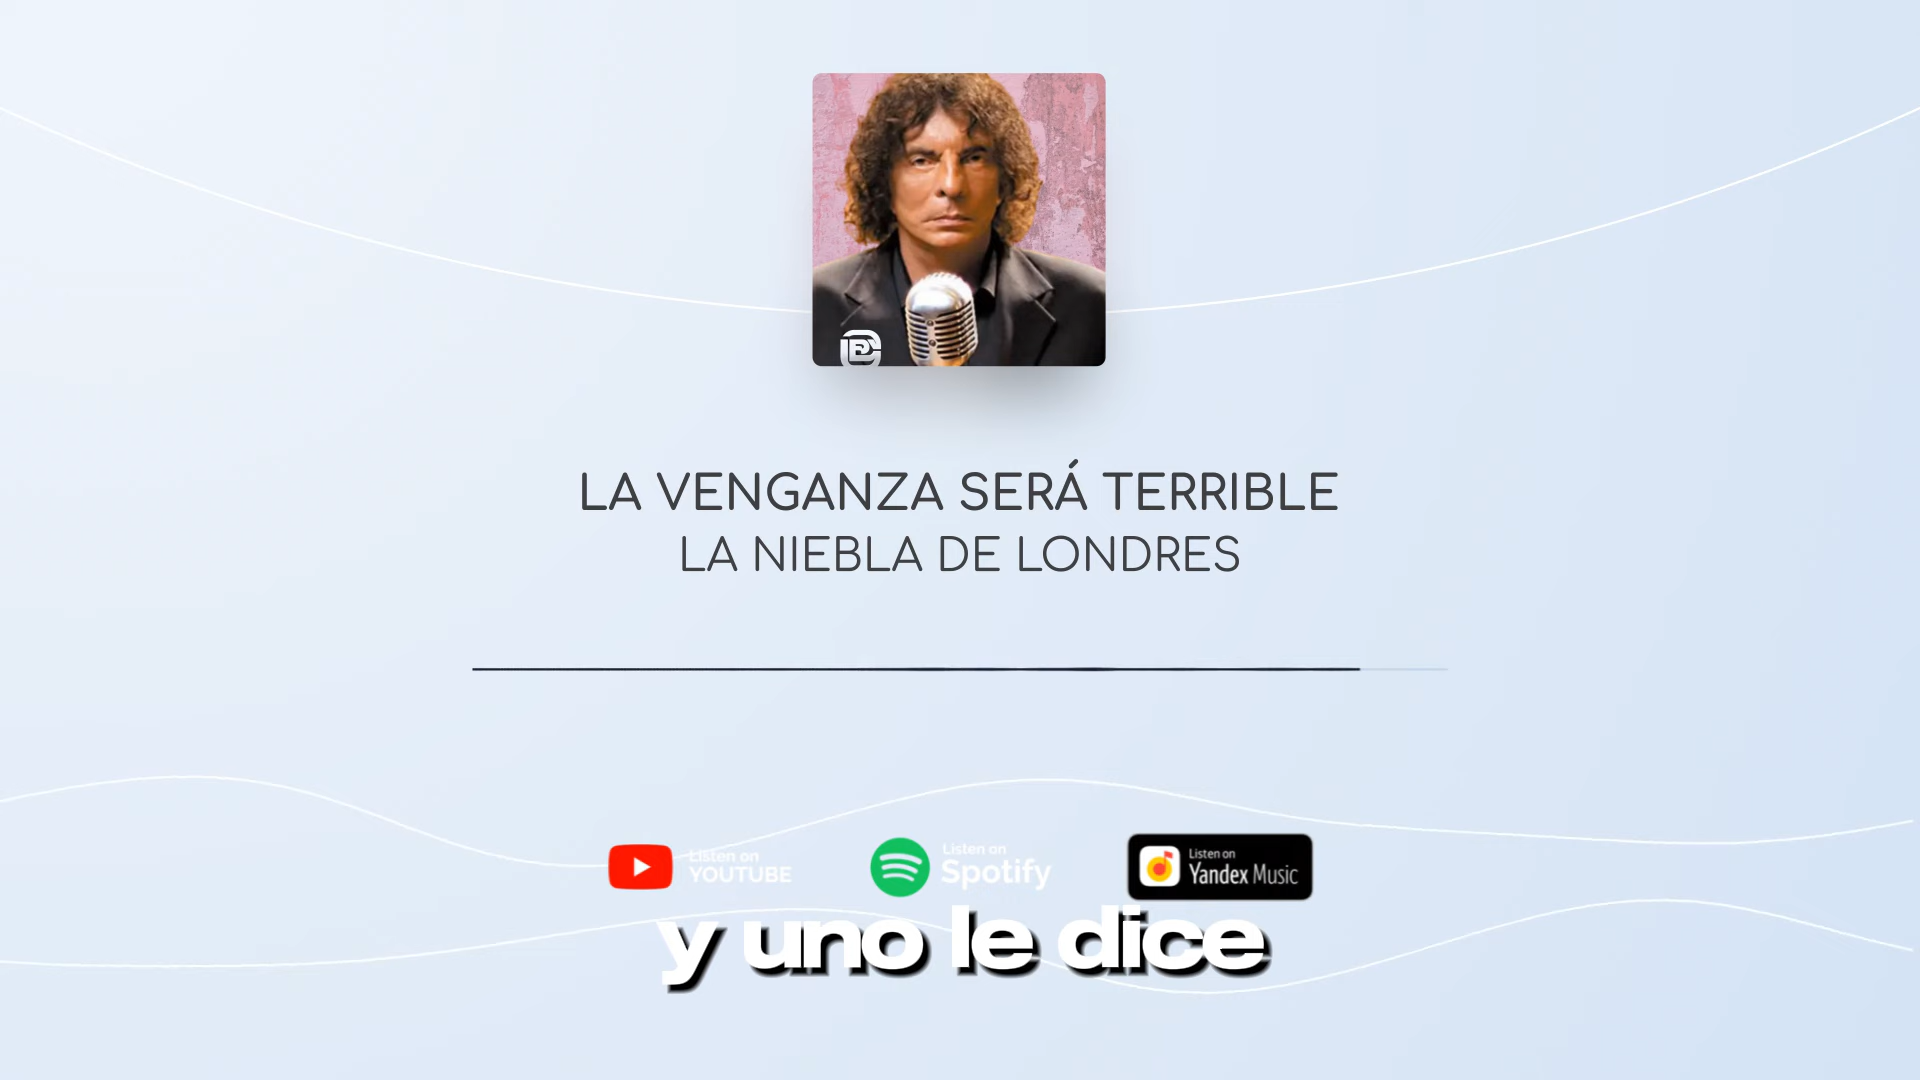 LA VENGANZA SERÁ TERRIBLE
LA NIEBLA DE LONDRES
Listen on
YOUTUBE
Listen on
Spotify
Listen on
Yandex Music
y uno le dice